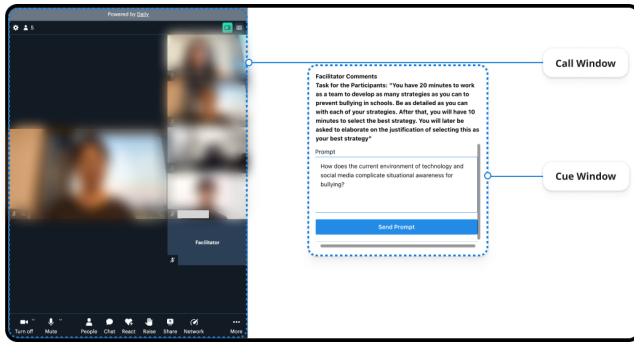 Powered by Daily
5
Facilitator
Turn off
Mute
People
Chat
React
Raise
Share
Network
More
Facilitator Comments
Task for the Participants: "You have 20 minutes to work
as a team to develop as many strategies as you can to
prevent bullying in schools. Be as detailed as you can
with each of your strategies. After that, you will have 10
minutes to select the best strategy. You will later be
asked to elaborate on the justification of selecting this as
your best strategy"
Prompt
How does the current environment of technology and
social media complicate situational awareness for
bullying?
Send Prompt
Call Window
Cue Window